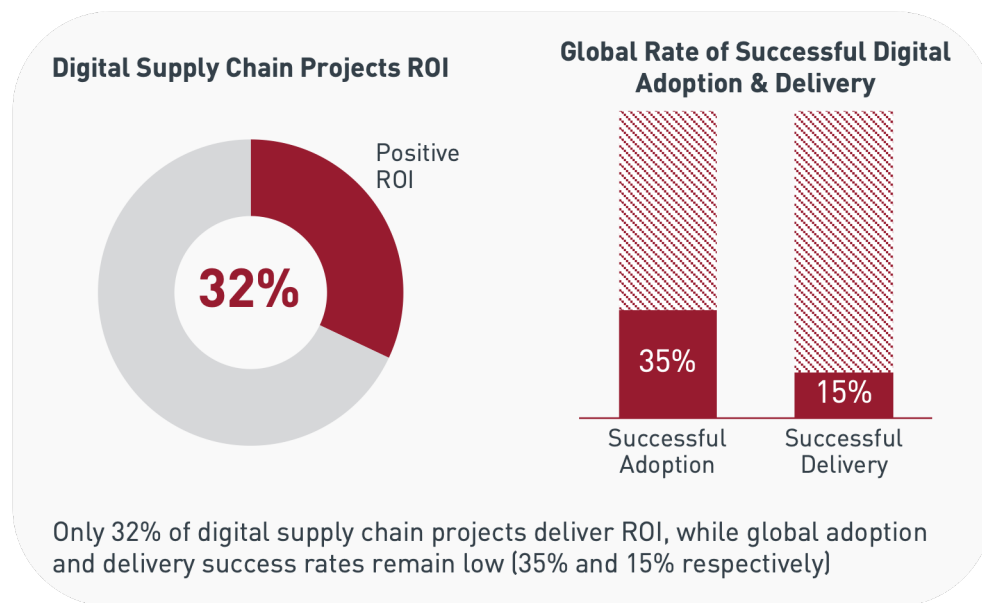 Digital Supply Chain Projects ROI
Positive
ROI
32%
Global Rate of Successful Digital
Adoption & Delivery
35%
15%
Successful
Adoption
Successful
Delivery
Only 32% of digital supply chain projects deliver ROI, while global adoption
and delivery success rates remain low (35% and 15% respectively)